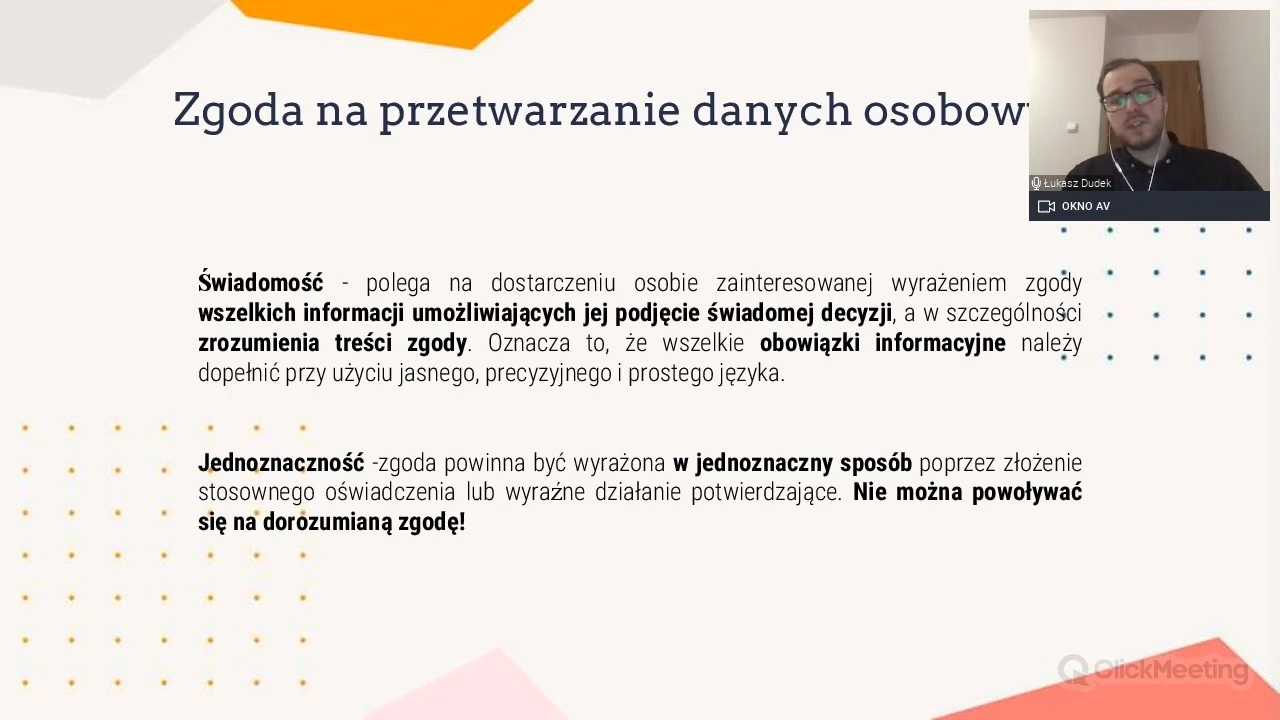 Zgoda na przetwarzanie danych osobow
Łukasz Dudek
OKNO AV
Świadomość - polega na dostarczeniu osobie zainteresowanej wyrażeniem zgody
wszelkich informacji umożliwiających jej podjęcie świadomej decyzji, a w szczególności
zrozumienia treści zgody. Oznacza to, że wszelkie obowiązki informacyjne należy
dopełnić przy użyciu jasnego, precyzyjnego i prostego języka.
Jednoznaczność -zgoda powinna być wyrażona w jednoznaczny sposób poprzez złożenie
stosownego oświadczenia lub wyraźne działanie potwierdzające. Nie można powoływać
się na dorozumianą zgodę!
ClickMeeting